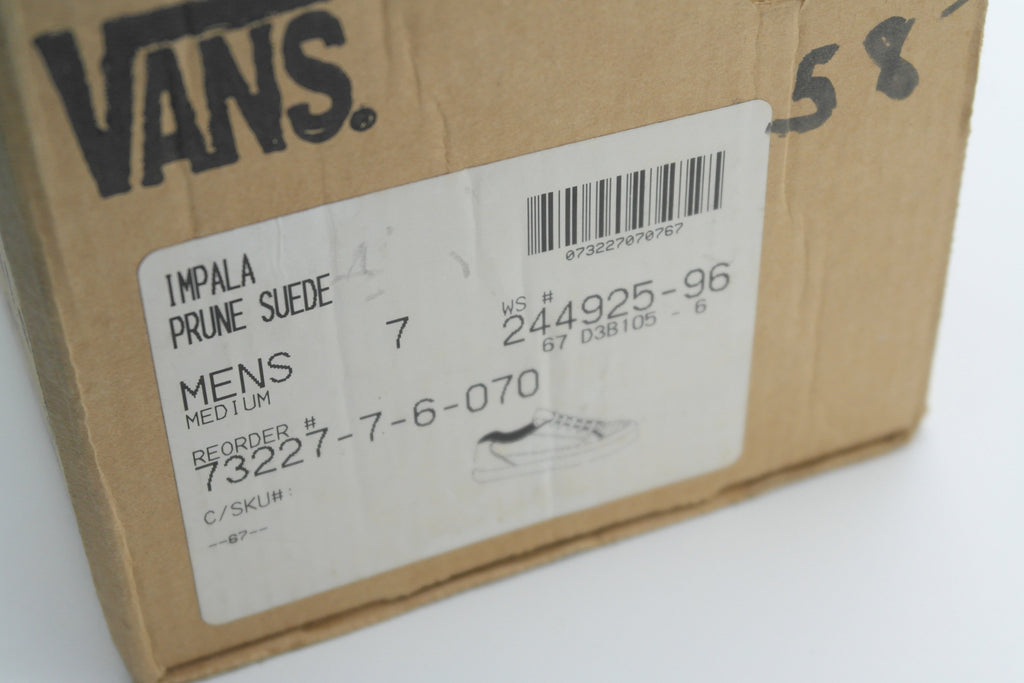 VANS.
58
IMPALA
PRUNE SUEDE
073227070767
7
WS #
244925-96
67 D3B105 - 6
MENS
MEDIUM
REORDER #
73227-7-6-070
C/SKU#:
--67--